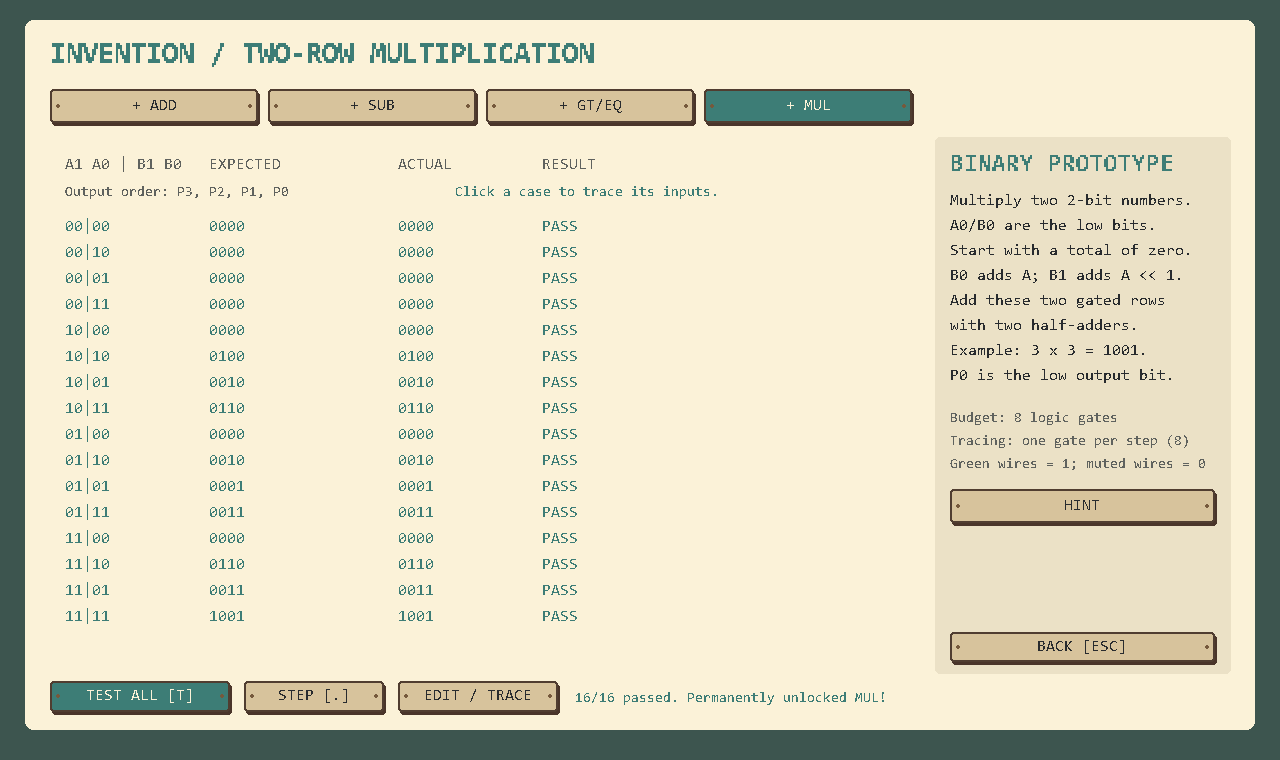 INVENTION / TWO-ROW MULTIPLICATION
+ ADD + SUB + GT/EQ + MUL
A1 A0 | B1 B0 EXPECTED ACTUAL RESULT
Output order: P3, P2, P1, P0 Click a case to trace its inputs.
00|00 0000 0000 PASS
00|10 0000 0000 PASS
00|01 0000 0000 PASS
00|11 0000 0000 PASS
10|00 0000 0000 PASS
10|10 0100 0100 PASS
10|01 0010 0010 PASS
10|11 0110 0110 PASS
01|00 0000 0000 PASS
01|10 0010 0010 PASS
01|01 0001 0001 PASS
01|11 0011 0011 PASS
11|00 0000 0000 PASS
11|10 0110 0110 PASS
11|01 0011 0011 PASS
11|11 1001 1001 PASS
BINARY PROTOTYPE
Multiply two 2-bit numbers.
A0/B0 are the low bits.
Start with a total of zero.
B0 adds A; B1 adds A << 1.
Add these two gated rows
with two half-adders.
Example: 3 x 3 = 1001.
P0 is the low output bit.
Budget: 8 logic gates
Tracing: one gate per step (8)
Green wires = 1; muted wires = 0
HINT
BACK [ESC]
TEST ALL [T] STEP [.] EDIT / TRACE 16/16 passed. Permanently unlocked MUL!